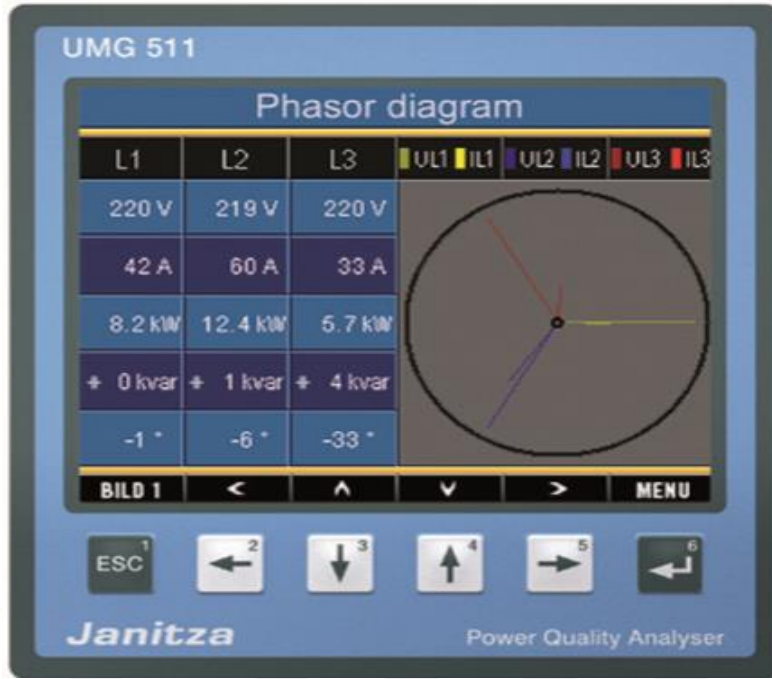 UMG 511
Phasor diagram
L1 L2 L3 UL1 IL1 UL2 IL2 UL3 IL3
220 V 219 V 220 V
42 A 60 A 33 A
8.2 kW 12.4 kW 5.7 kW
⧺ 0 kvar ⧺ 1 kvar ⧺ 4 kvar
-1 ° -6 ° -33 °
BILD 1 < ∧ ∨ > MENU
ESC 1 ← 2 ↓ 3 ↑ 4 → 5 ↵ 6
Janitza Power Quality Analyser